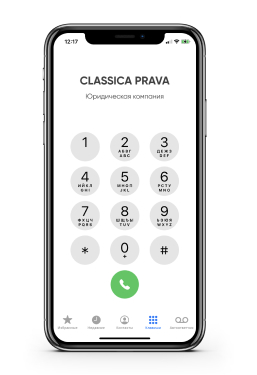 12:17
CLASSICA PRAVA
Юридическая компания
1
2
АБВГ
ABC
3
ДЕЖЗ
DEF
4
ИЙКЛ
GHI
5
МНОП
JKL
6
РСТУ
MNO
7
ФХЦЧ
PQRS
8
ШЩЪЫ
TUV
9
ЬЭЮЯ
WXYZ
*
0
+
#
Избранное
Недавние
Контакты
Клавиши
Автоответчик